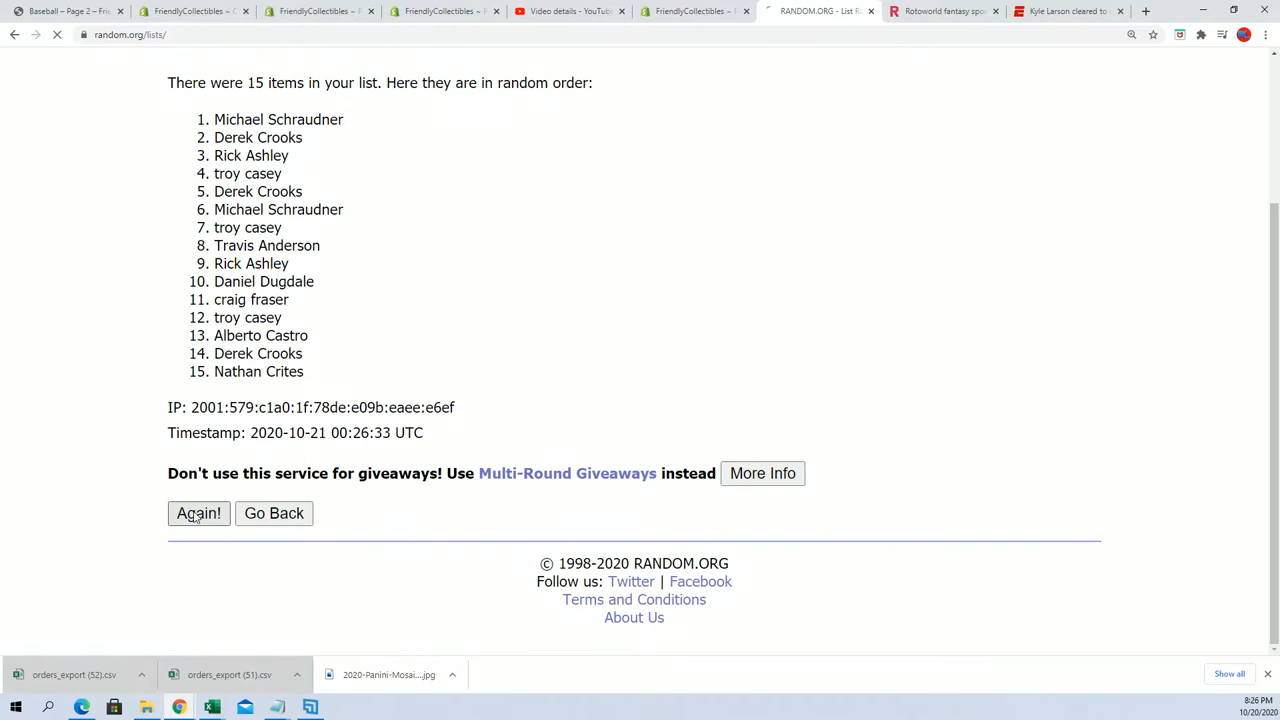 Baseball – Page 2 – Fri
FriendlyCollectibles ~ C
FriendlyCollectibles ~ F
FriendlyCollectibles ~ F
Video details - YouTube
FriendlyCollectibles ~ F
RANDOM.ORG - List R
Rotoworld fantasy spo
Kyle Larson cleared to
random.org/lists/
There were 15 items in your list. Here they are in random order:
1. Michael Schraudner
2. Derek Crooks
3. Rick Ashley
4. troy casey
5. Derek Crooks
6. Michael Schraudner
7. troy casey
8. Travis Anderson
9. Rick Ashley
10. Daniel Dugdale
11. craig fraser
12. troy casey
13. Alberto Castro
14. Derek Crooks
15. Nathan Crites
IP: 2001:579:c1a0:1f:78de:e09b:eaee:e6ef
Timestamp: 2020-10-21 00:26:33 UTC
Don't use this service for giveaways! Use Multi-Round Giveaways instead More Info
Again! Go Back
© 1998-2020 RANDOM.ORG
Follow us: Twitter | Facebook
Terms and Conditions
About Us
orders_export (52).csv
orders_export (51).csv
2020-Panini-Mosai....jpg
Show all
8:26 PM
10/20/2020